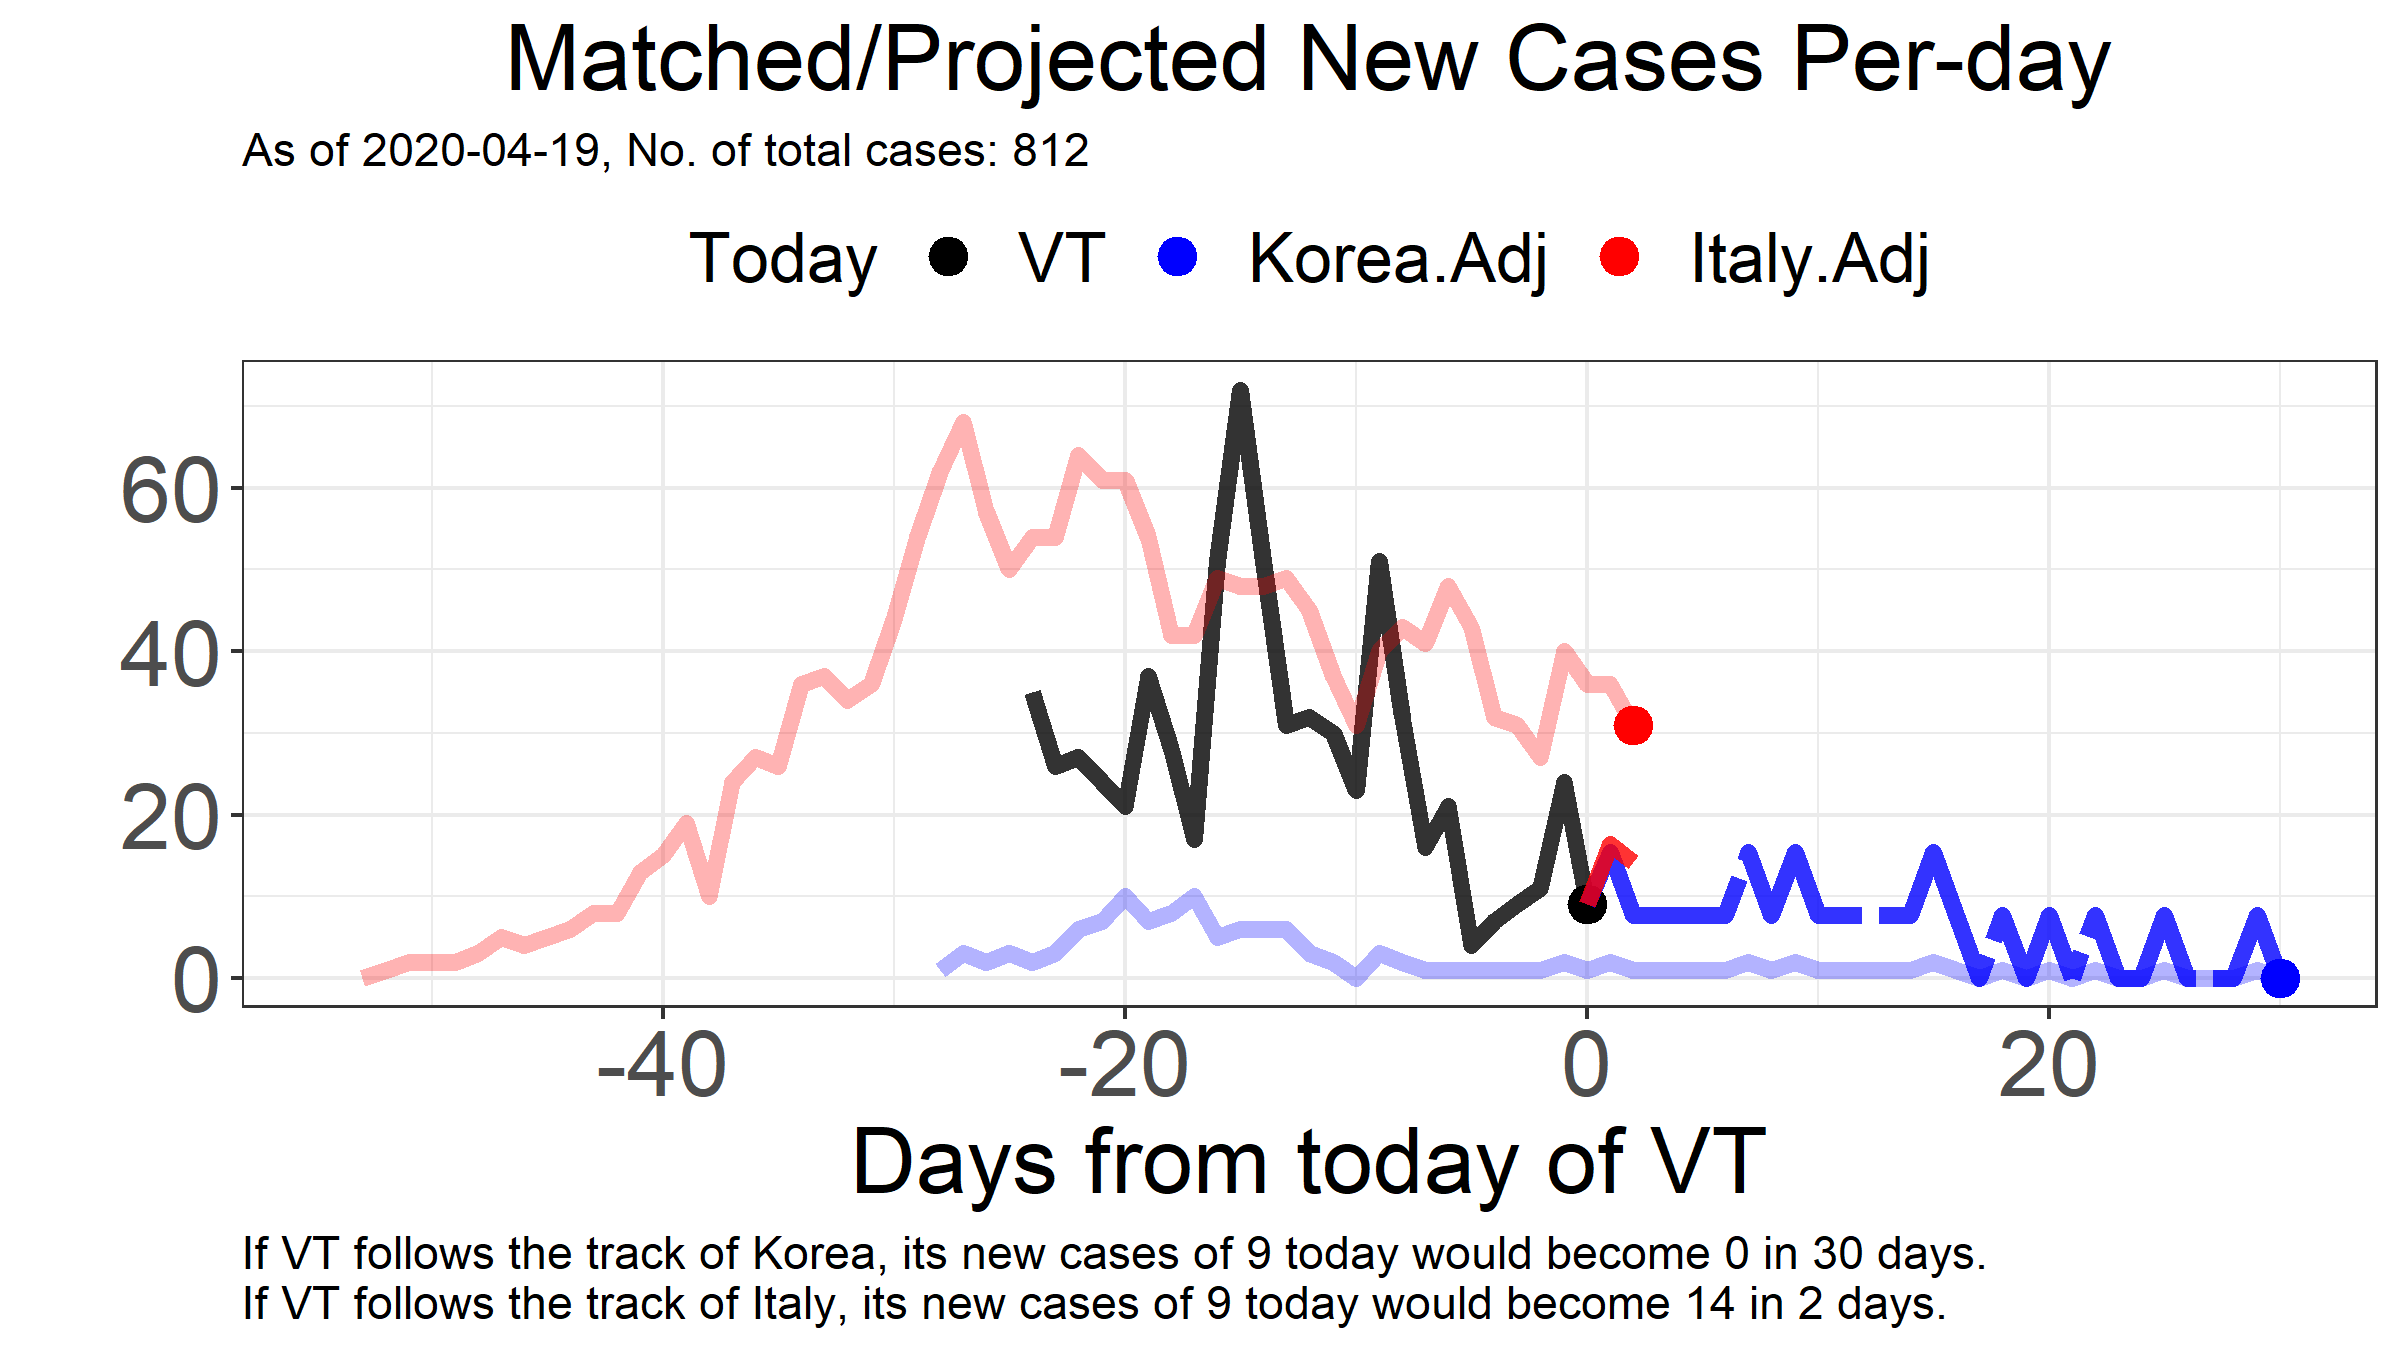 Matched/Projected New Cases Per-day
As of 2020-04-19, No. of total cases: 812
Today VT Korea.Adj Italy.Adj
60
40
20
0
-40 -20 0 20
Days from today of VT
If VT follows the track of Korea, its new cases of 9 today would become 0 in 30 days.
If VT follows the track of Italy, its new cases of 9 today would become 14 in 2 days.